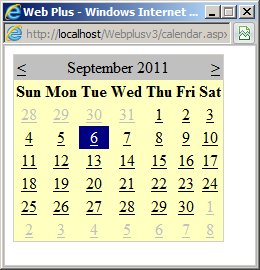 Web Plus - Windows Internet ...
http://localhost/Webplusv3/calendar.aspx
< September 2011 >
Sun Mon Tue Wed Thu Fri Sat
28 29 30 31 1 2 3
4 5 6 7 8 9 10
11 12 13 14 15 16 17
18 19 20 21 22 23 24
25 26 27 28 29 30 1
2 3 4 5 6 7 8